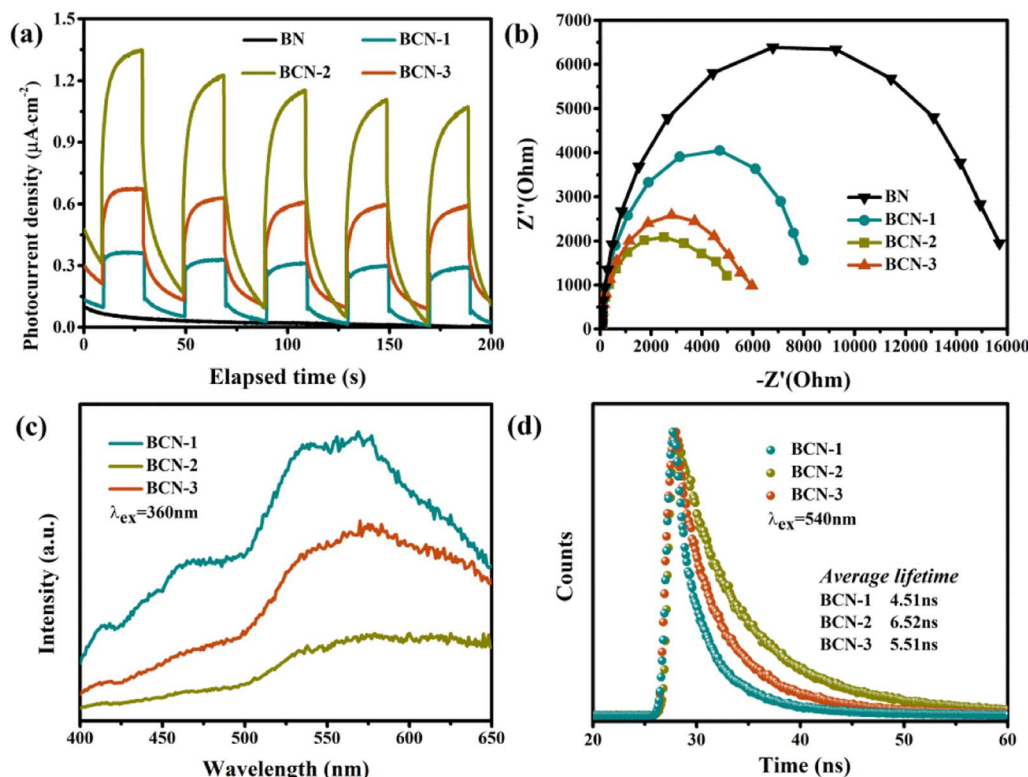 (a)
BN
BCN-1
BCN-2
BCN-3
Photocurrent density (μA·cm⁻²)
1.5
1.2
0.9
0.6
0.3
0.0
0
50
100
150
200
Elapsed time (s)
(b)
Z''(Ohm)
7000
6000
5000
4000
3000
2000
1000
0
BN
BCN-1
BCN-2
BCN-3
0
2000
4000
6000
8000
10000
12000
14000
16000
-Z'(Ohm)
(c)
BCN-1
BCN-2
BCN-3
λex=360nm
Intensity (a.u.)
400
450
500
550
600
650
Wavelength (nm)
(d)
BCN-1
BCN-2
BCN-3
λex=540nm
Average lifetime
BCN-1 4.51ns
BCN-2 6.52ns
BCN-3 5.51ns
Counts
20
30
40
50
60
Time (ns)